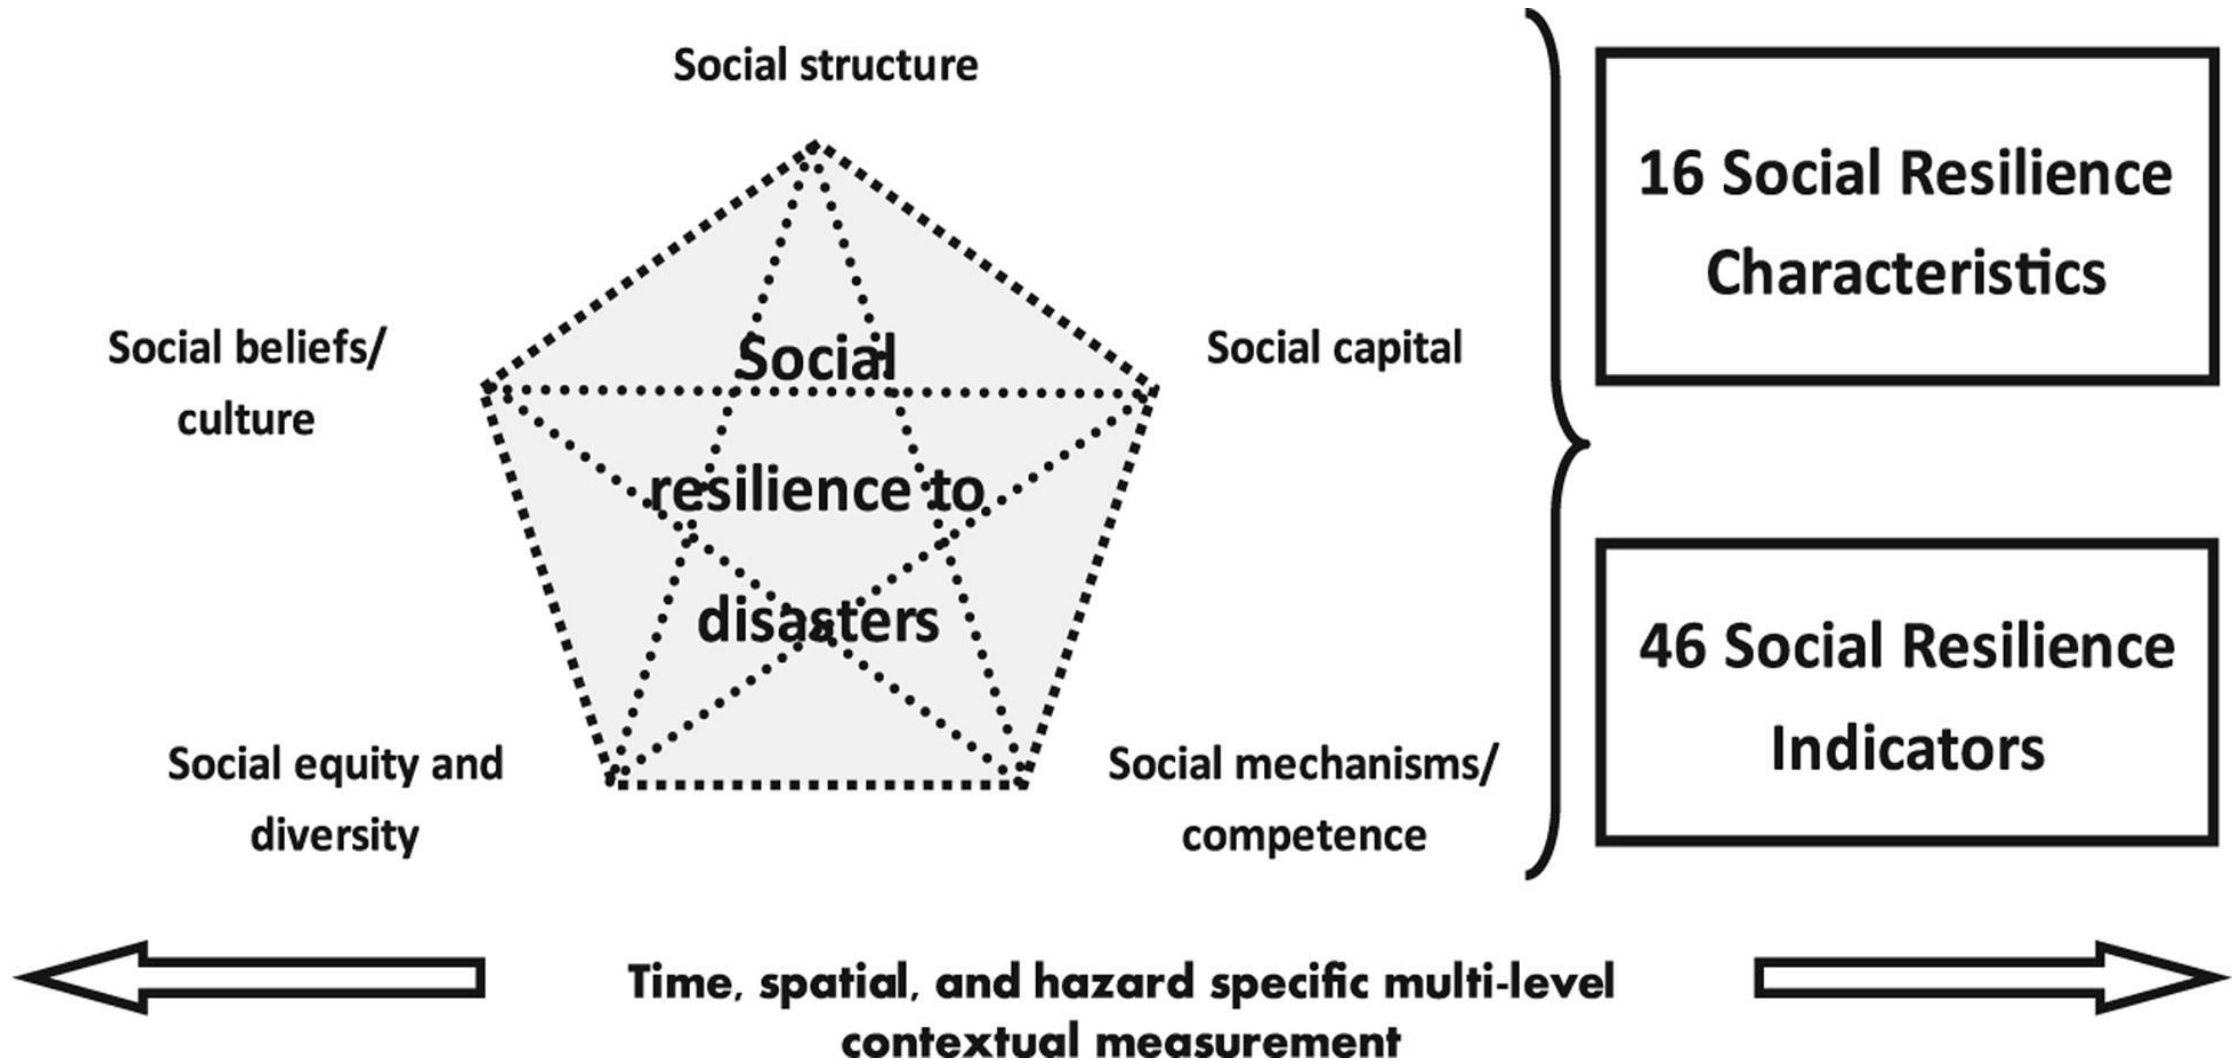 Social structure
Social beliefs/
culture
Social capital
Social
resilience to
disasters
Social equity and
diversity
Social mechanisms/
competence
16 Social Resilience
Characteristics
46 Social Resilience
Indicators
Time, spatial, and hazard specific multi-level
contextual measurement